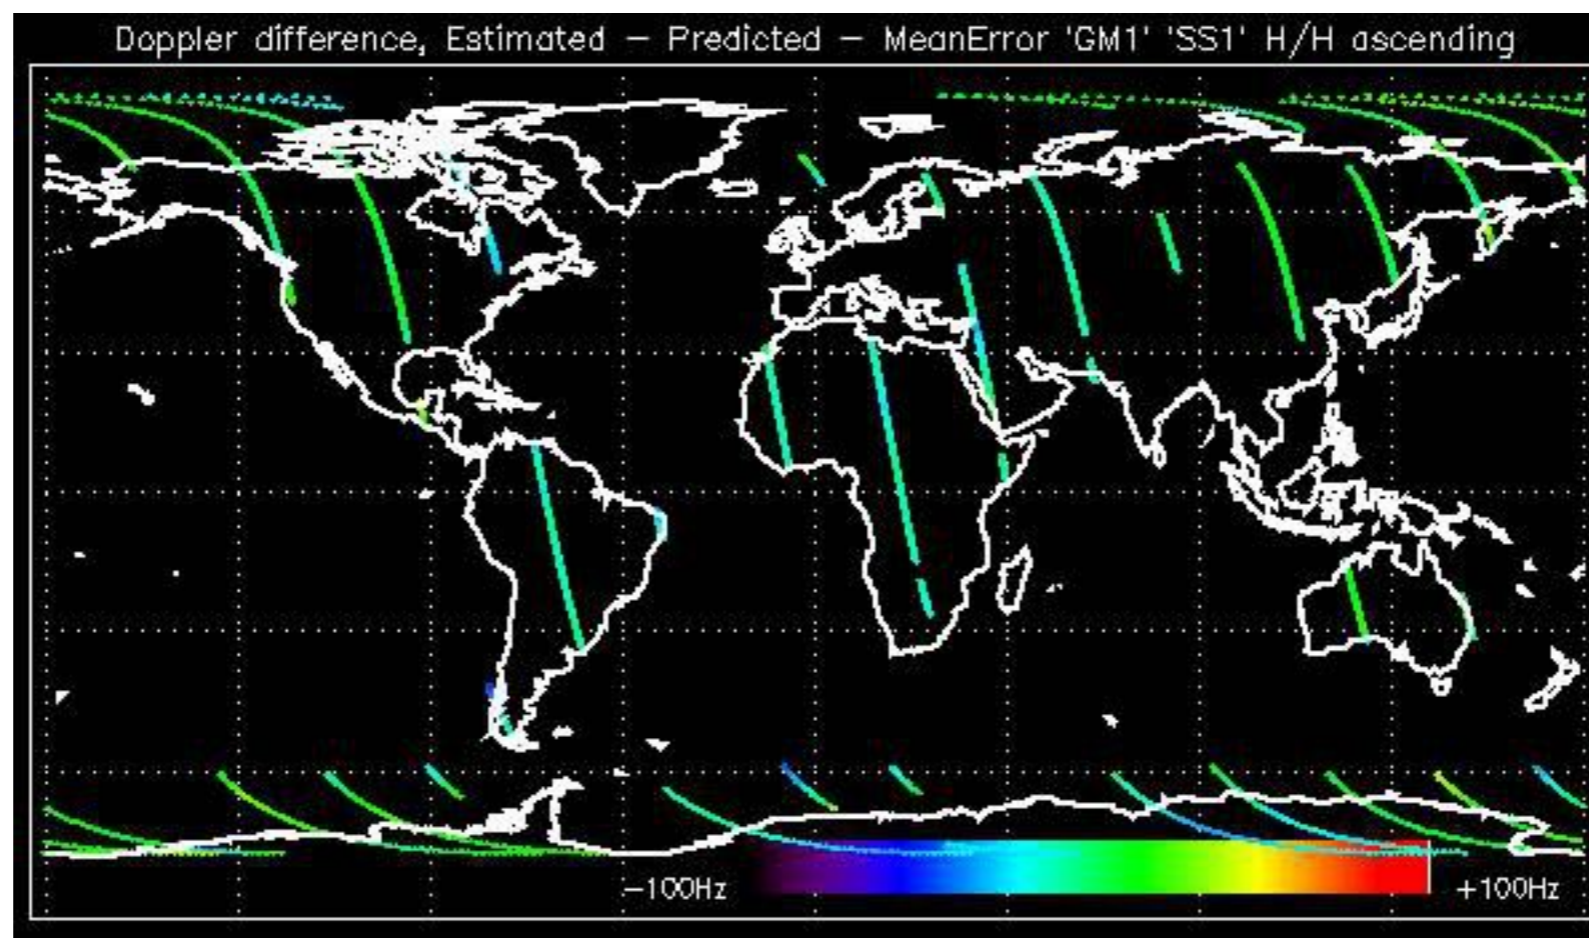 Doppler difference, Estimated – Predicted – MeanError 'GM1' 'SS1' H/H ascending
–100Hz +100Hz